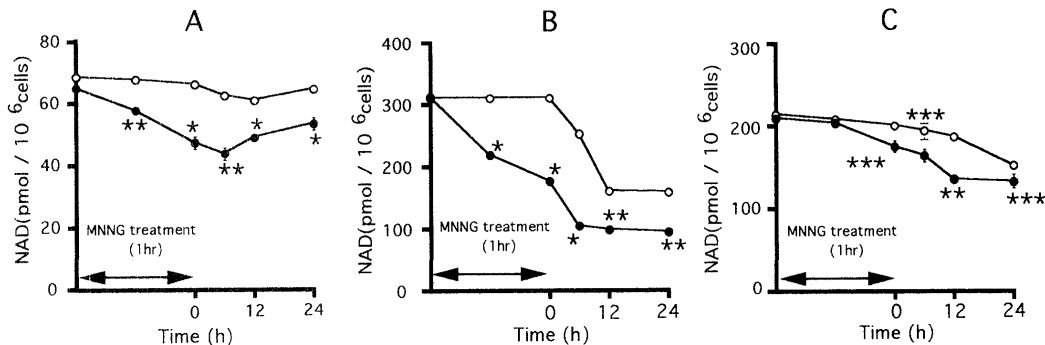 A
NAD(pmol / 10 6cells)
80
60
40
20
0
** * ** * *
MNNG treatment
(1hr)
0 12 24
Time (h)
B
NAD(pmol / 10 6cells)
400
300
200
100
0
* * * ** **
MNNG treatment
(1hr)
0 12 24
Time (h)
C
NAD(pmol / 10 6cells)
300
200
100
0
*** *** ** ***
MNNG treatment
(1hr)
0 12 24
Time (h)